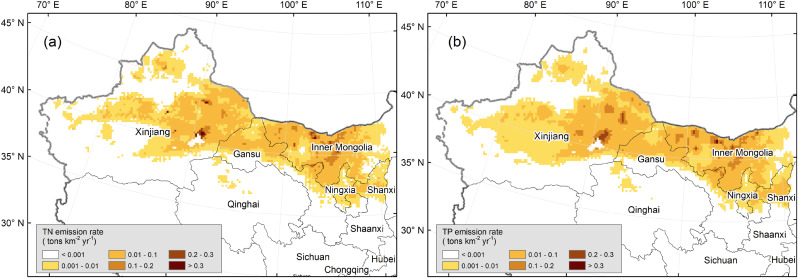 70° E 80° E 90° E 100° E 110° E
45° N
(a)
40° N
Xinjiang
Inner Mongolia
35° N
Gansu
Ningxia
Shanxi
Qinghai
30° N
Shaanxi
Sichuan
Hubei
Chongqing
TN emission rate
( tons km-2 yr-1)
< 0.001 0.01 - 0.1 0.2 - 0.3
0.001 - 0.01 0.1 - 0.2 > 0.3
70° E 80° E 90° E 100° E 110° E
45° N
(b)
40° N
Xinjiang
Inner Mongolia
35° N
Gansu
Ningxia
Shanxi
Qinghai
30° N
Shaanxi
Sichuan
Hubei
TP emission rate
( tons km-2 yr-1)
< 0.001 0.01 - 0.1 0.2 - 0.3
0.001 - 0.01 0.1 - 0.2 > 0.3